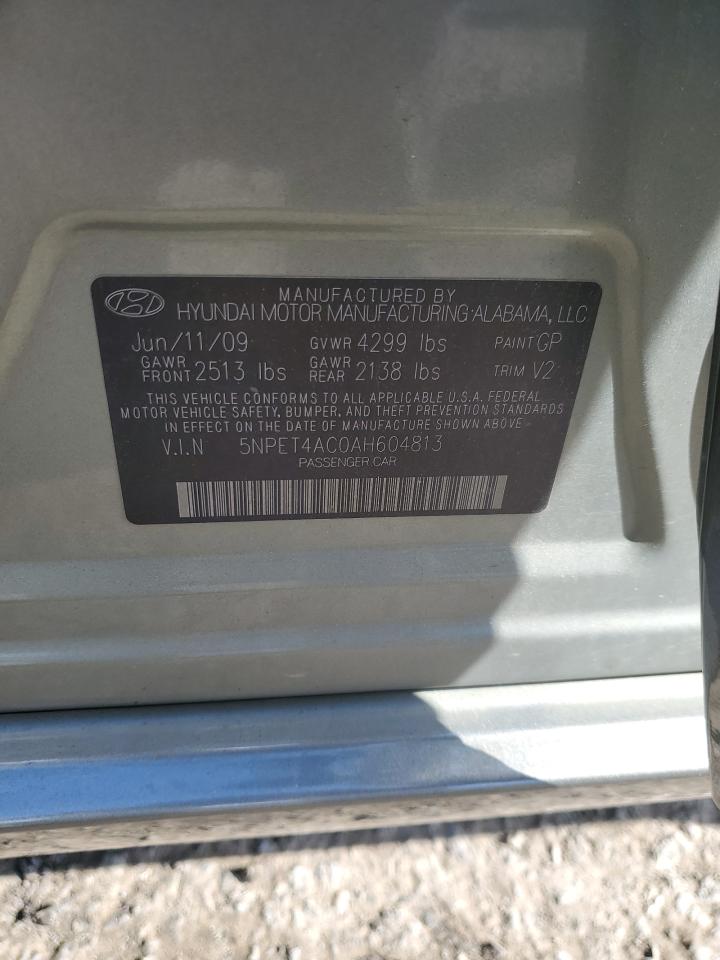 MANUFACTURED BY
HYUNDAI MOTOR MANUFACTURING ALABAMA, LLC
Jun/11/09 GVWR 4299 lbs PAINT GP
GAWR FRONT 2513 lbs GAWR REAR 2138 lbs TRIM V2
THIS VEHICLE CONFORMS TO ALL APPLICABLE U.S.A. FEDERAL
MOTOR VEHICLE SAFETY, BUMPER, AND THEFT PREVENTION STANDARDS
IN EFFECT ON THE DATE OF MANUFACTURE SHOWN ABOVE
V.I.N 5NPET4AC0AH604813
PASSENGER CAR